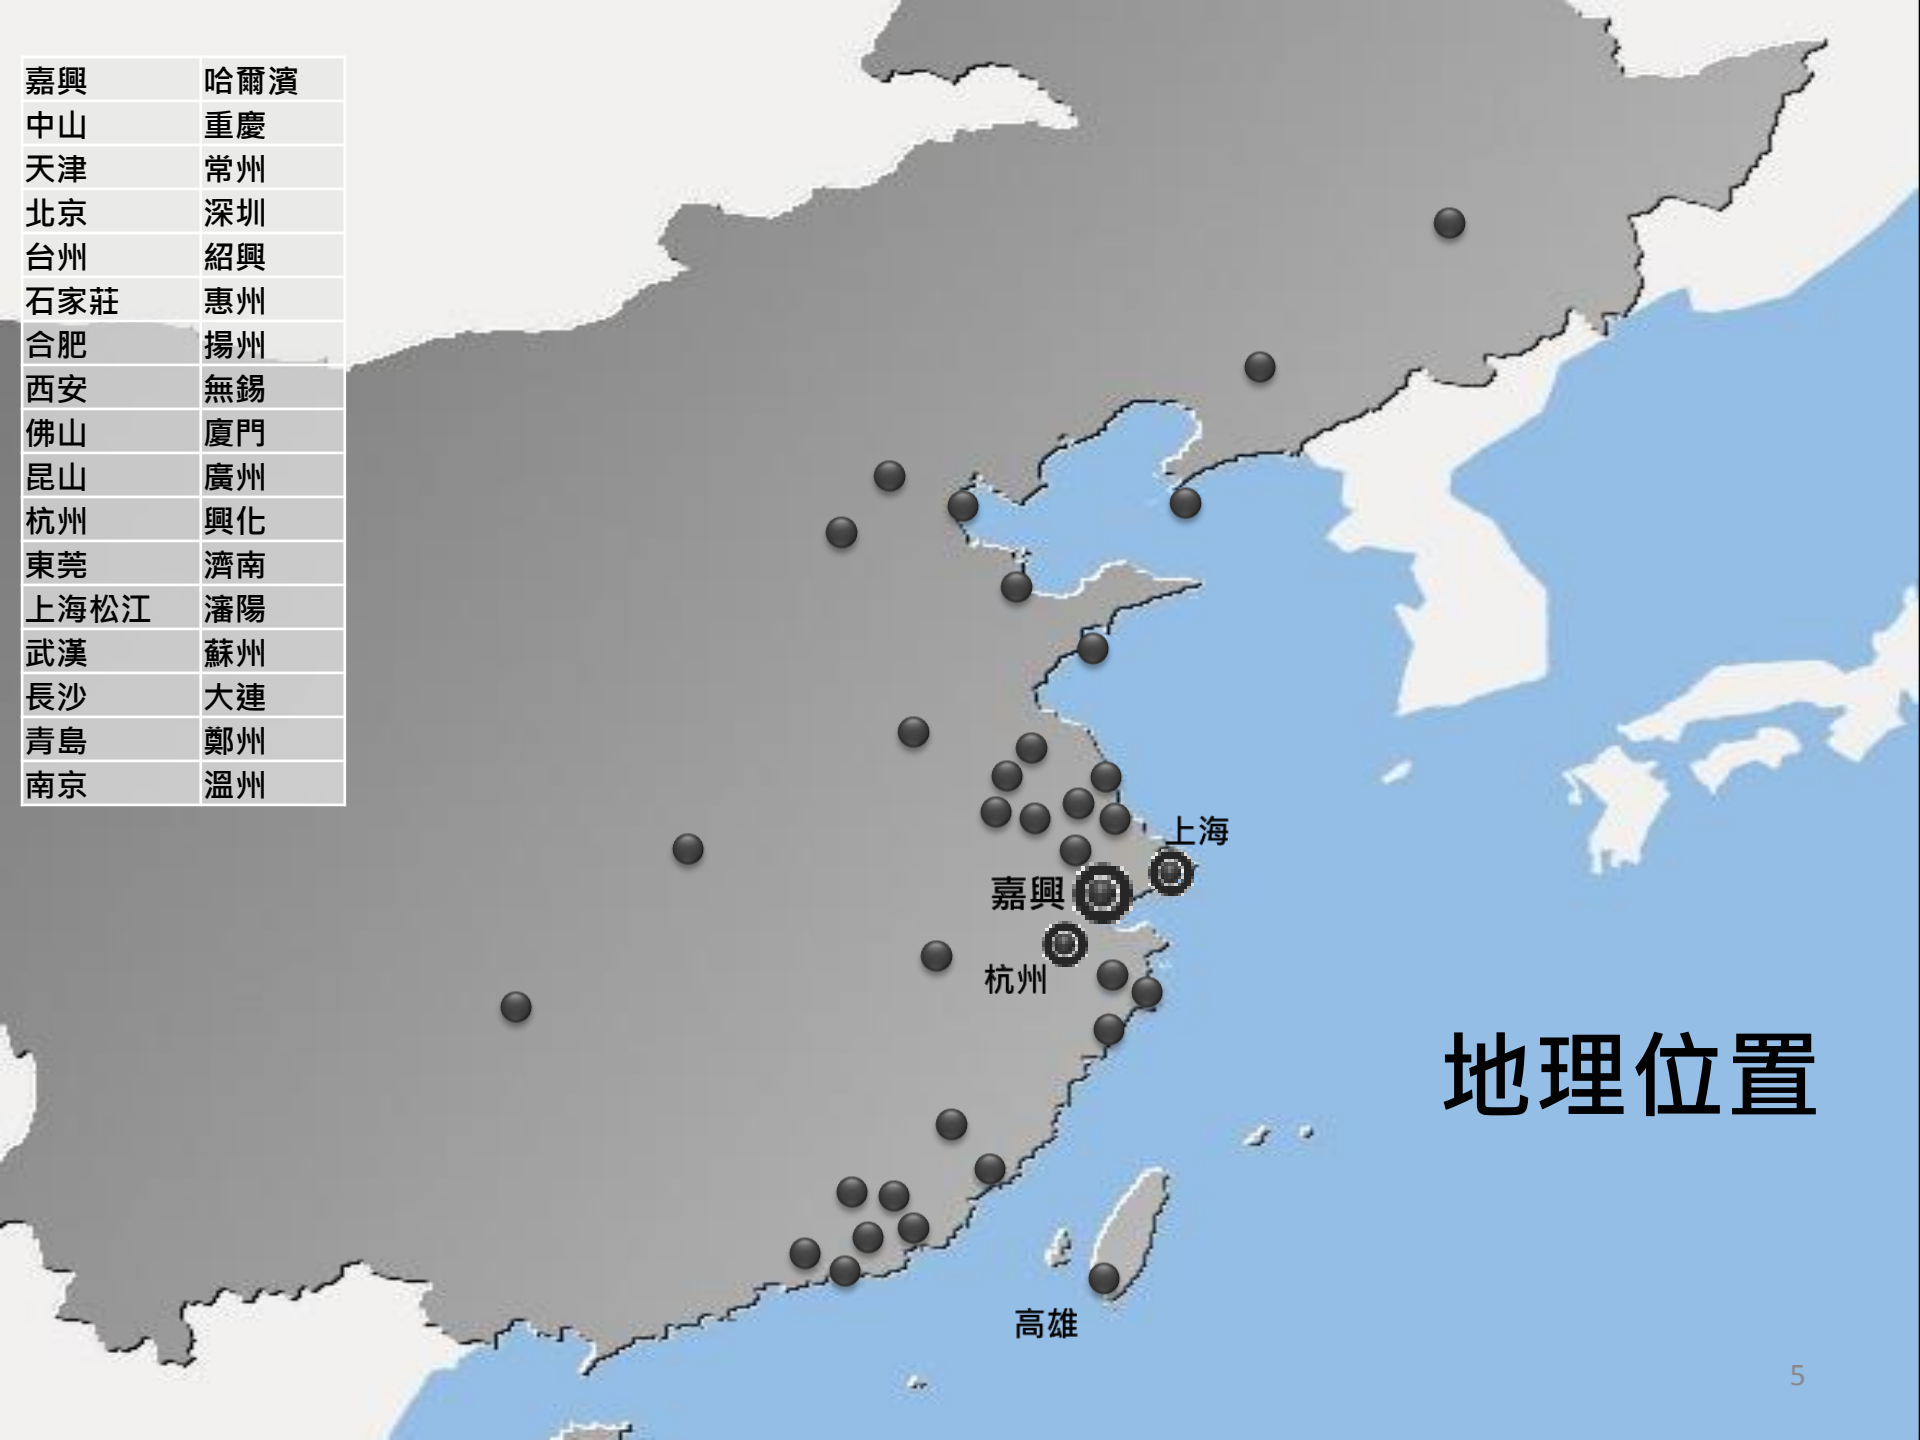 嘉興 哈爾濱
中山 重慶
天津 常州
北京 深圳
台州 紹興
石家莊 惠州
合肥 揚州
西安 無錫
佛山 廈門
昆山 廣州
杭州 興化
東莞 濟南
上海松江 瀋陽
武漢 蘇州
長沙 大連
青島 鄭州
南京 溫州
上海
嘉興
杭州
地理位置
高雄
5